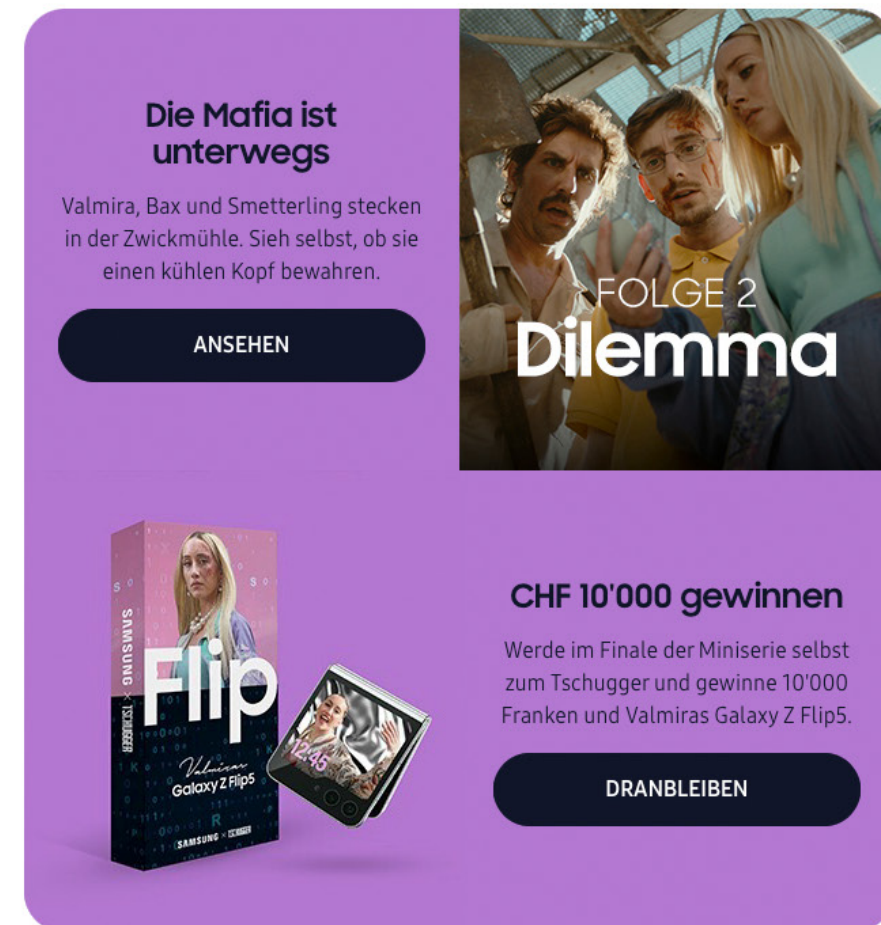 Die Mafia ist
unterwegs
Valmira, Bax und Smetterling stecken
in der Zwickmühle. Sieh selbst, ob sie
einen kühlen Kopf bewahren.
ANSEHEN
FOLGE 2
Dilemma
SAMSUNG × TSCHUGGER
Flip
Valmiras
Galaxy Z Flip5
SAMSUNG × TSCHUGGER
12:45
CHF 10'000 gewinnen
Werde im Finale der Miniserie selbst
zum Tschugger und gewinne 10'000
Franken und Valmiras Galaxy Z Flip5.
DRANBLEIBEN